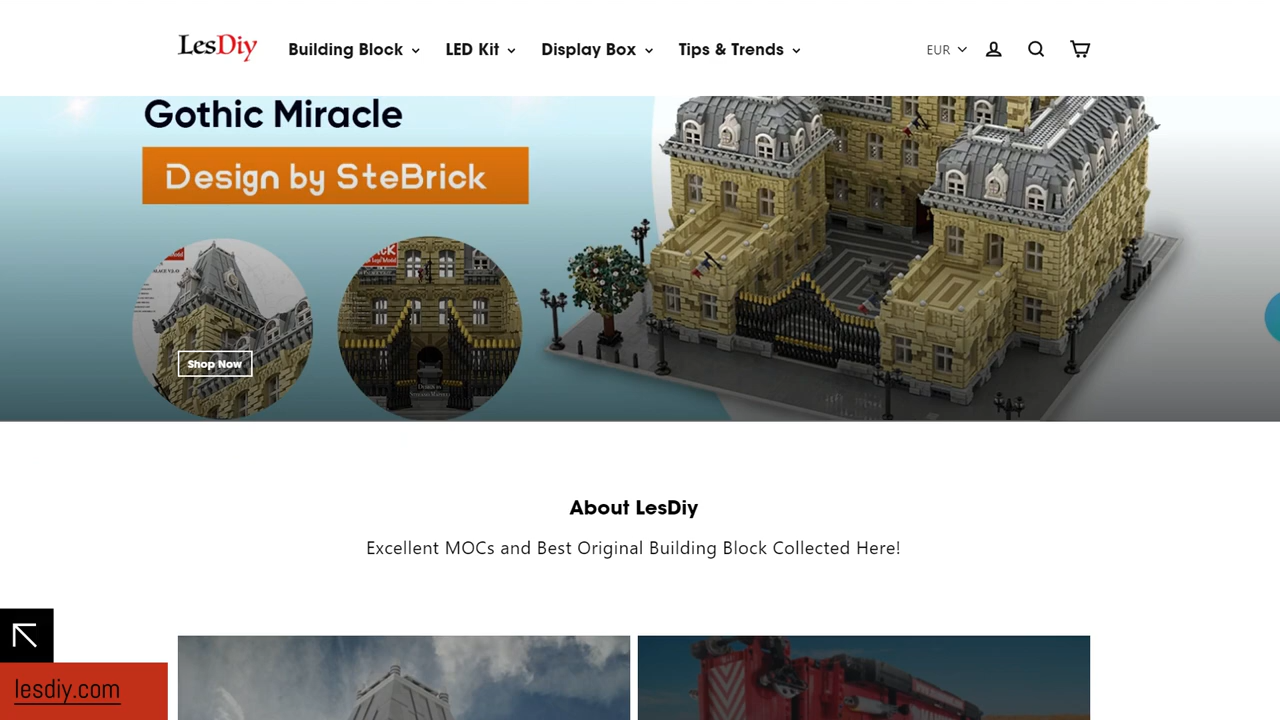 LesDiy
Building Block
LED Kit
Display Box
Tips & Trends
EUR
Gothic Miracle
Design by SteBrick
Shop Now
About LesDiy
Excellent MOCs and Best Original Building Block Collected Here!
lesdiy.com